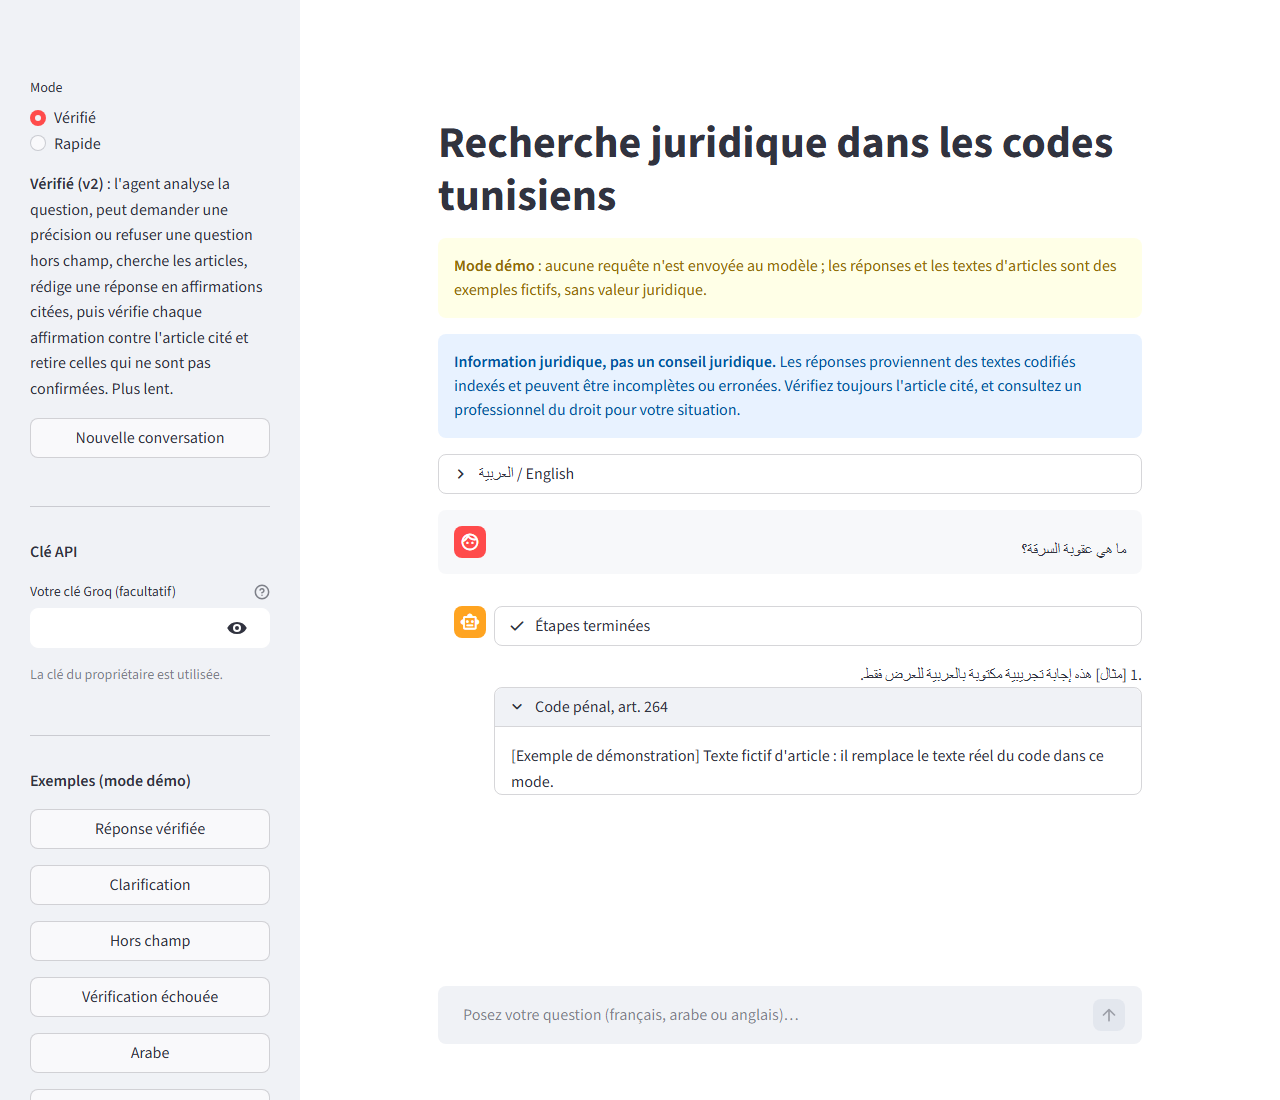 Mode
Vérifié
Rapide
Vérifié (v2) : l'agent analyse la
question, peut demander une
précision ou refuser une question
hors champ, cherche les articles,
rédige une réponse en affirmations
citées, puis vérifie chaque
affirmation contre l'article cité et
retire celles qui ne sont pas
confirmées. Plus lent.
Nouvelle conversation
Clé API
Votre clé Groq (facultatif)
La clé du propriétaire est utilisée.
Exemples (mode démo)
Réponse vérifiée
Clarification
Hors champ
Vérification échouée
Arabe
Recherche juridique dans les codes
tunisiens
Mode démo : aucune requête n'est envoyée au modèle ; les réponses et les textes d'articles sont des
exemples fictifs, sans valeur juridique.
Information juridique, pas un conseil juridique. Les réponses proviennent des textes codifiés
indexés et peuvent être incomplètes ou erronées. Vérifiez toujours l'article cité, et consultez un
professionnel du droit pour votre situation.
العربية / English
ما هي عقوبة السرقة؟
Étapes terminées
1. [مثال] هذه إجابة تجريبية مكتوبة بالعربية للعرض فقط.
Code pénal, art. 264
[Exemple de démonstration] Texte fictif d'article : il remplace le texte réel du code dans ce
mode.
Posez votre question (français, arabe ou anglais)…